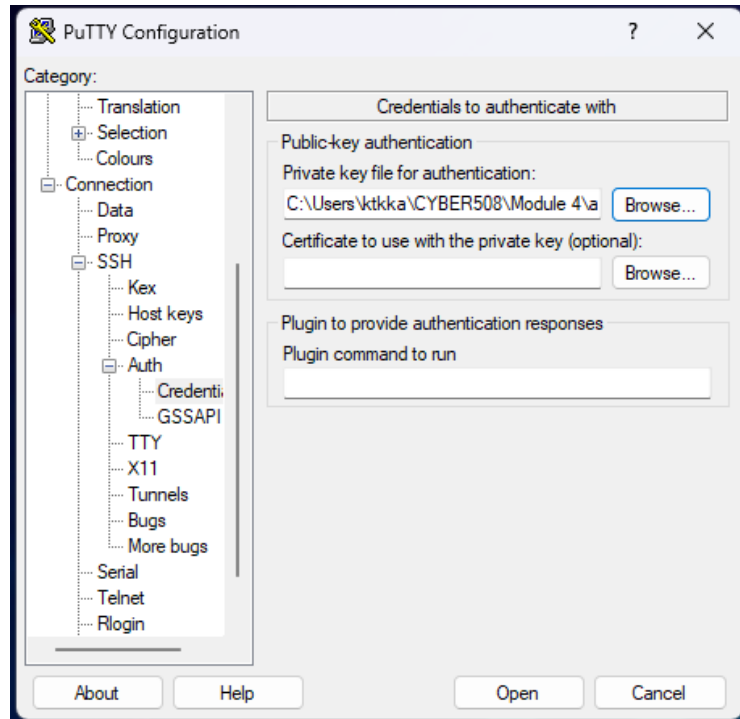 PuTTY Configuration
?
Category:
Translation
Selection
Colours
Connection
Data
Proxy
SSH
Kex
Host keys
Cipher
Auth
Credenti
GSSAPI
TTY
X11
Tunnels
Bugs
More bugs
Serial
Telnet
Rlogin
Credentials to authenticate with
Public-key authentication
Private key file for authentication:
C:\Users\ktkka\CYBER508\Module 4\a Browse...
Certificate to use with the private key (optional):
Browse...
Plugin to provide authentication responses
Plugin command to run
About Help Open Cancel